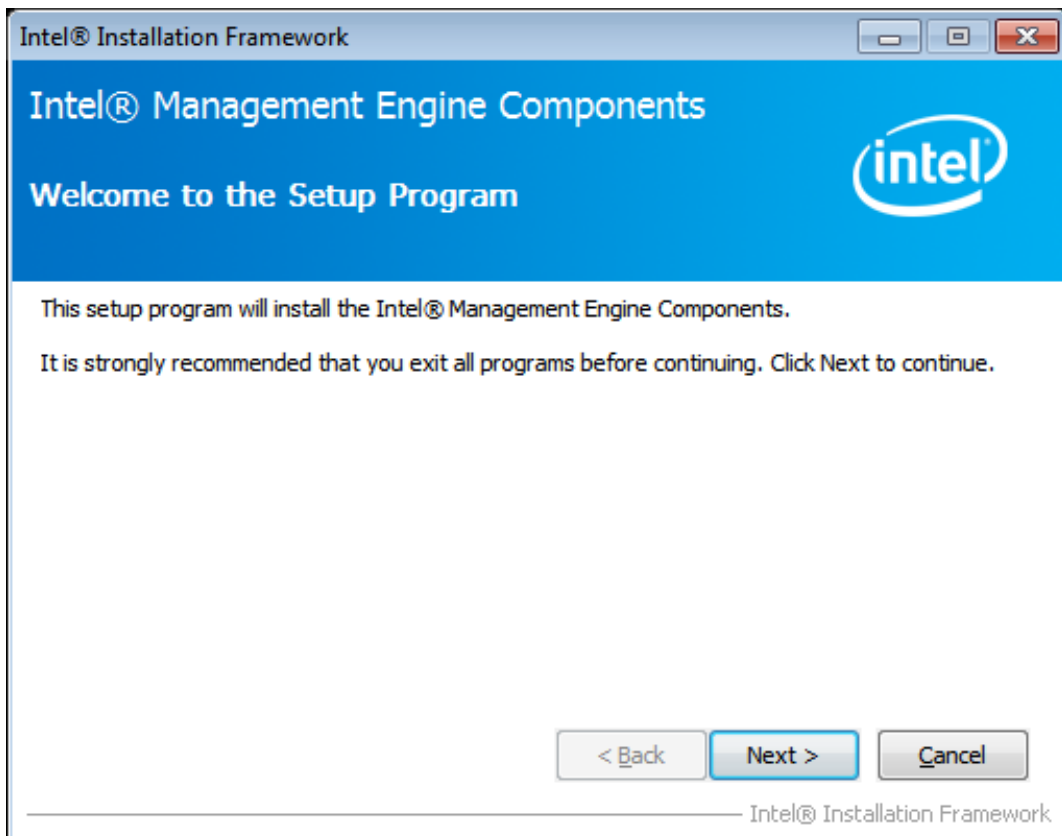 Intel® Installation Framework
Intel® Management Engine Components
intel®
Welcome to the Setup Program
This setup program will install the Intel® Management Engine Components.
It is strongly recommended that you exit all programs before continuing. Click Next to continue.
< Back
Next >
Cancel
Intel® Installation Framework